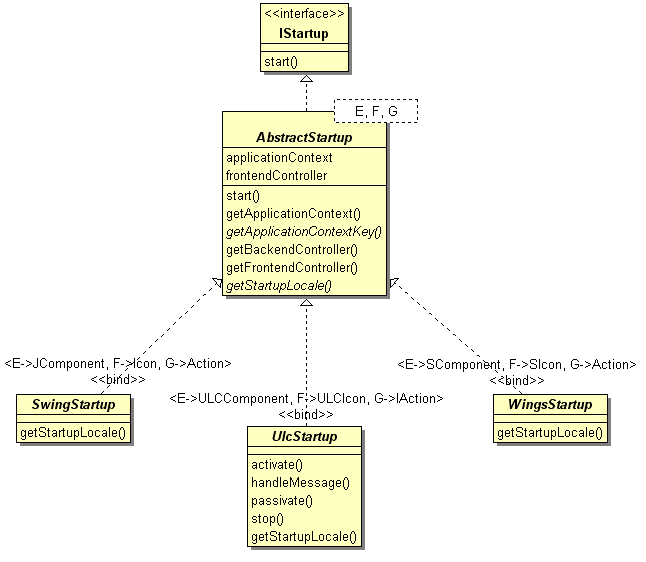 <<interface>>
IStartup
start()
E, F, G
AbstractStartup
applicationContext
frontendController
start()
getApplicationContext()
getApplicationContextKey()
getBackendController()
getFrontendController()
getStartupLocale()
<E->JComponent, F->Icon, G->Action>
<<bind>>
<E->SComponent, F->SIcon, G->Action>
<<bind>>
<E->ULCComponent, F->ULCIcon, G->IAction>
<<bind>>
SwingStartup
getStartupLocale()
UlcStartup
activate()
handleMessage()
passivate()
stop()
getStartupLocale()
WingsStartup
getStartupLocale()